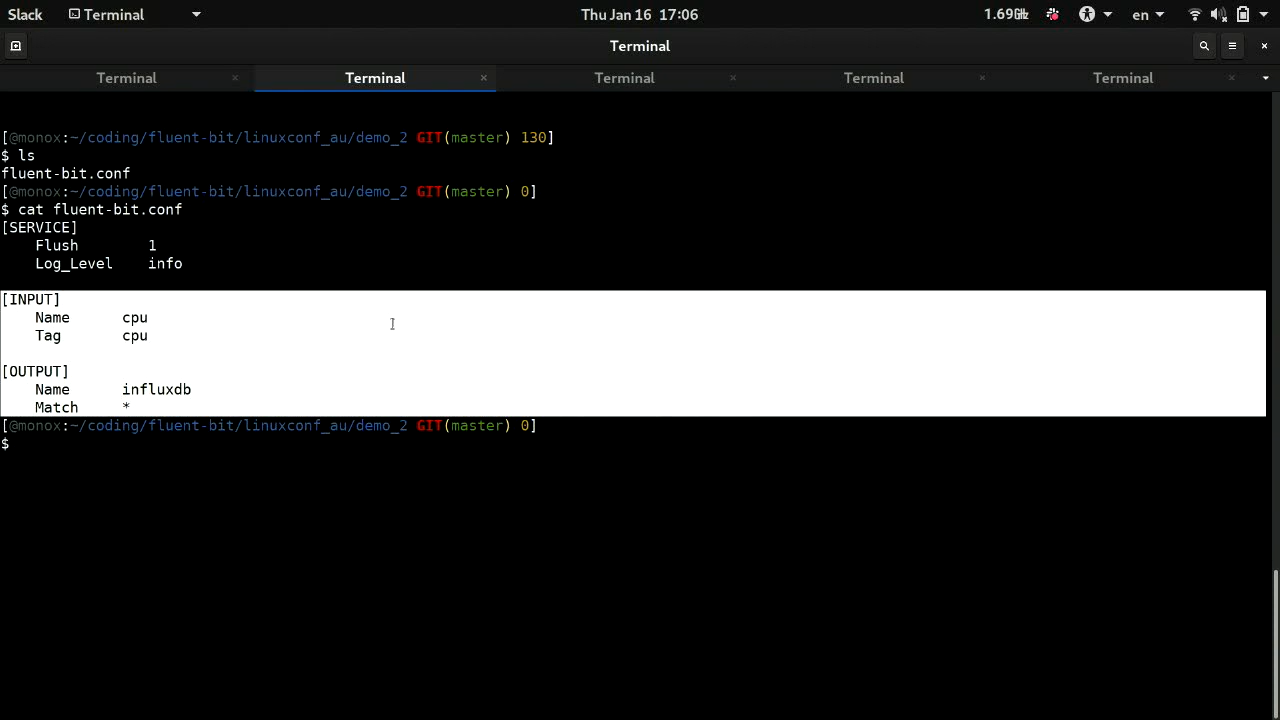 Slack Terminal Thu Jan 16 17:06 1.69GHz en
Terminal
Terminal × Terminal × Terminal × Terminal × Terminal ×
[@monox:~/coding/fluent-bit/linuxconf_au/demo_2 GIT(master) 130]
$ ls
fluent-bit.conf
[@monox:~/coding/fluent-bit/linuxconf_au/demo_2 GIT(master) 0]
$ cat fluent-bit.conf
[SERVICE]
    Flush        1
    Log_Level    info
[INPUT]
    Name      cpu
    Tag       cpu
[OUTPUT]
    Name      influxdb
    Match     *
[@monox:~/coding/fluent-bit/linuxconf_au/demo_2 GIT(master) 0]
$